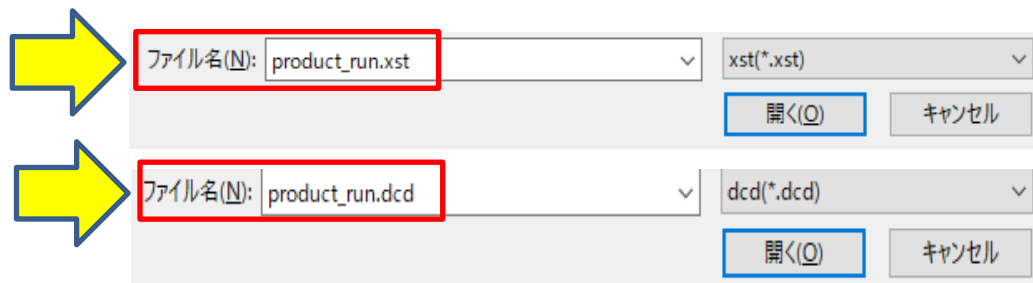 ファイル名(N): product_run.xst xst(*.xst)
開く(O) キャンセル
ファイル名(N): product_run.dcd dcd(*.dcd)
開く(O) キャンセル